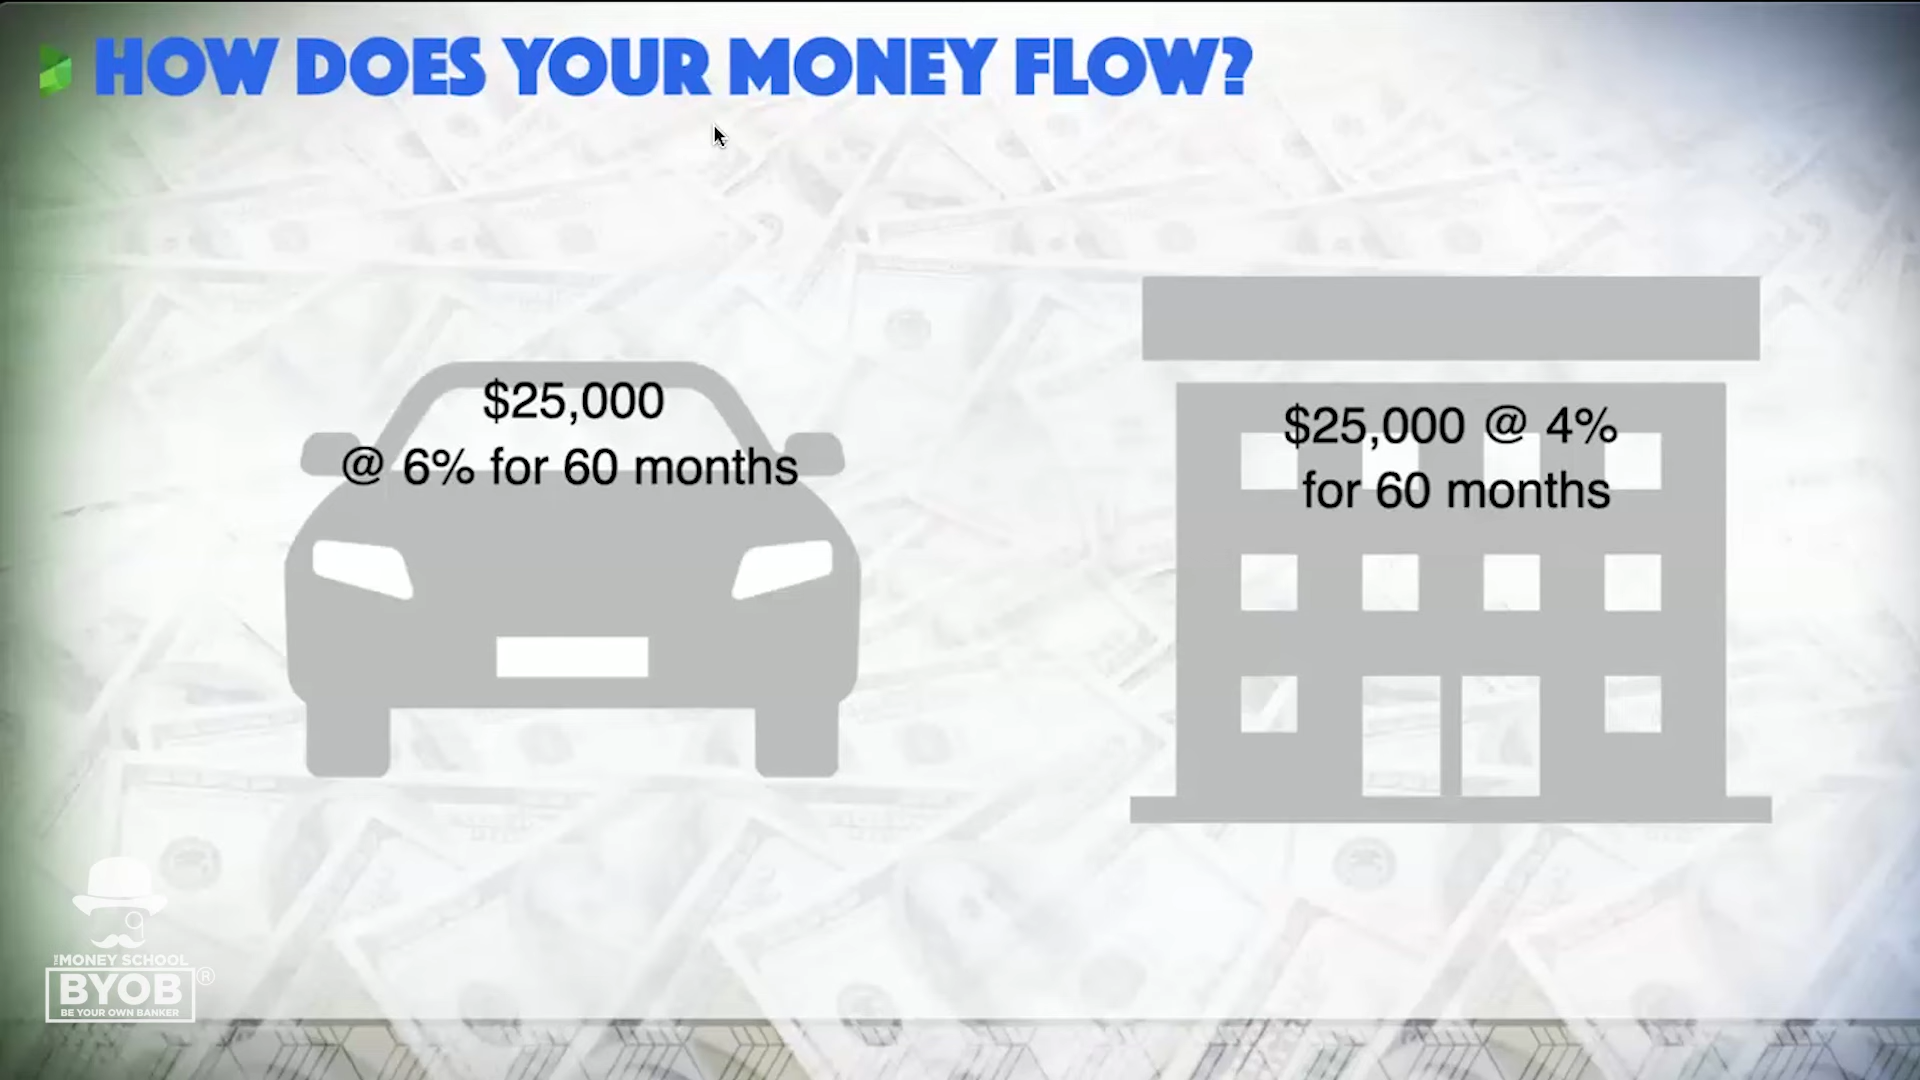 HOW DOES YOUR MONEY FLOW?
$25,000
@ 6% for 60 months
$25,000 @ 4%
for 60 months
THE MONEY SCHOOL
BYOB®
BE YOUR OWN BANKER